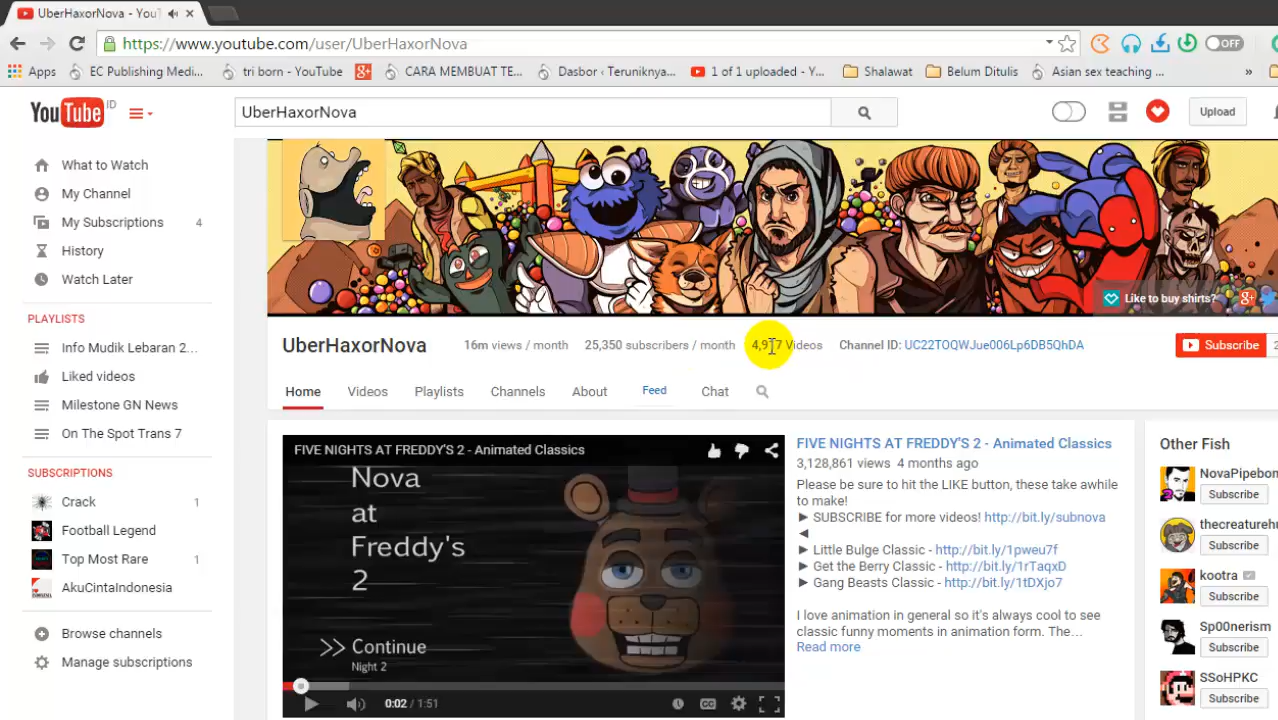 UberHaxorNova - YouT
https://www.youtube.com/user/UberHaxorNova
OFF
Apps
EC Publishing Medi...
tri born - YouTube
CARA MEMBUAT TE...
Dasbor ‹ Teruniknya...
1 of 1 uploaded - Y...
Shalawat
Belum Ditulis
Asian sex teaching ...
»
YouTube ID
UberHaxorNova
Upload
What to Watch
My Channel
My Subscriptions 4
History
Watch Later
PLAYLISTS
Info Mudik Lebaran 2...
Liked videos
Milestone GN News
On The Spot Trans 7
SUBSCRIPTIONS
Crack 1
Football Legend
Top Most Rare 1
AkuCintaIndonesia
Browse channels
Manage subscriptions
Like to buy shirts?
UberHaxorNova
16m views / month
25,350 subscribers / month
Videos
Channel ID: UC22TOQWJue006Lp6DB5QhDA
Subscribe
Home Videos Playlists Channels About Feed Chat
FIVE NIGHTS AT FREDDY'S 2 - Animated Classics
Nova
at
Freddy's
2
>> Continue
Night 2
0:02 / 1:51
FIVE NIGHTS AT FREDDY'S 2 - Animated Classics
3,128,861 views 4 months ago
Please be sure to hit the LIKE button, these take awhile
to make!
► SUBSCRIBE for more videos! http://bit.ly/subnova
◄
► Little Bulge Classic - http://bit.ly/1pweu7f
► Get the Berry Classic - http://bit.ly/1rTaqxD
► Gang Beasts Classic - http://bit.ly/1tDXjo7
I love animation in general so it's always cool to see
classic funny moments in animation form. The...
Read more
Other Fish
NovaPipebon
Subscribe
thecreaturehu
Subscribe
kootra
Subscribe
Sp00nerism
Subscribe
SSoHPKC
Subscribe